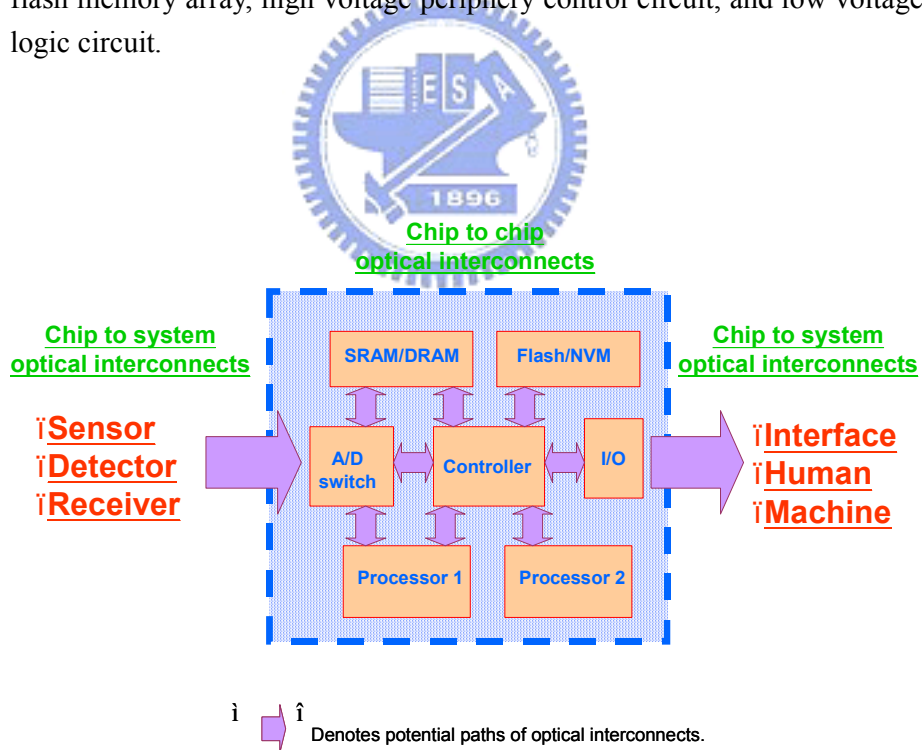 flash memory array, high voltage periphery control circuit, and low voltage
logic circuit.
E S A
1896
Chip to chip
optical interconnects
Chip to system
optical interconnects
Chip to system
optical interconnects
SRAM/DRAM
Flash/NVM
ïSensor
ïDetector
ïReceiver
A/D
switch
Controller
I/O
ïInterface
ïHuman
ïMachine
Processor 1
Processor 2
ì î
Denotes potential paths of optical interconnects.